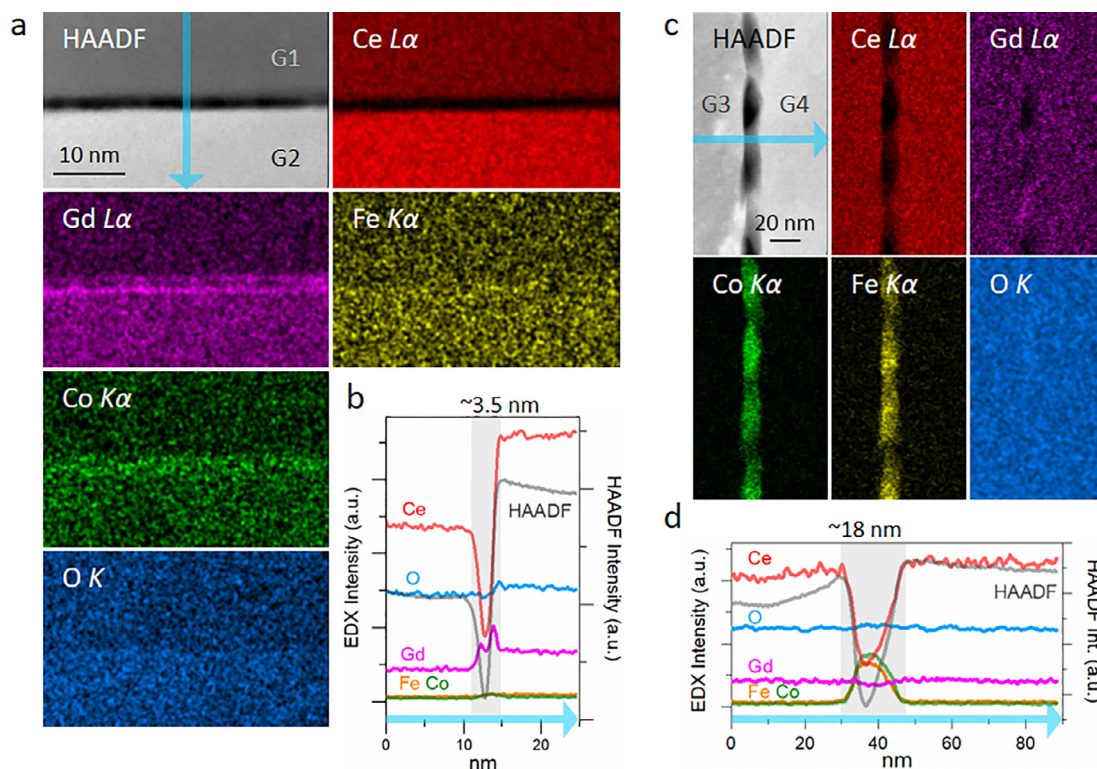 a
HAADF
G1
G2
10 nm
Ce Lα
Gd Lα
Fe Kα
Co Kα
O K
b
~3.5 nm
EDX Intensity (a.u.)
HAADF Intensity (a.u.)
Ce
HAADF
O
Gd
Fe Co
0 10 20
nm
c
HAADF
G3 G4
20 nm
Ce Lα
Gd Lα
Co Kα
Fe Kα
O K
d
~18 nm
EDX Intensity (a.u.)
HAADF Int. (a.u.)
Ce
HAADF
O
Gd
Fe Co
0 20 40 60 80
nm